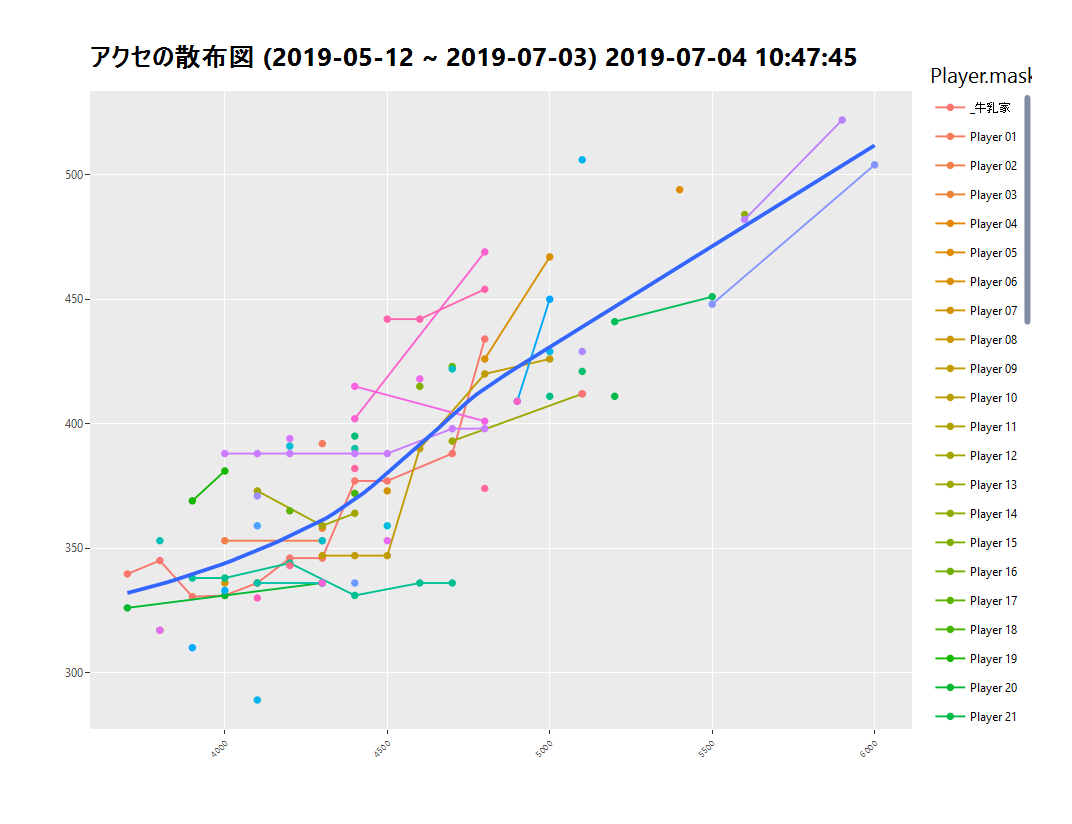 アクセの散布図 (2019-05-12 ~ 2019-07-03) 2019-07-04 10:47:45
Player.mask
_牛乳家
Player 01
Player 02
Player 03
Player 04
Player 05
Player 06
Player 07
Player 08
Player 09
Player 10
Player 11
Player 12
Player 13
Player 14
Player 15
Player 16
Player 17
Player 18
Player 19
Player 20
Player 21
500
450
400
350
300
4000
4500
5000
5500
6000